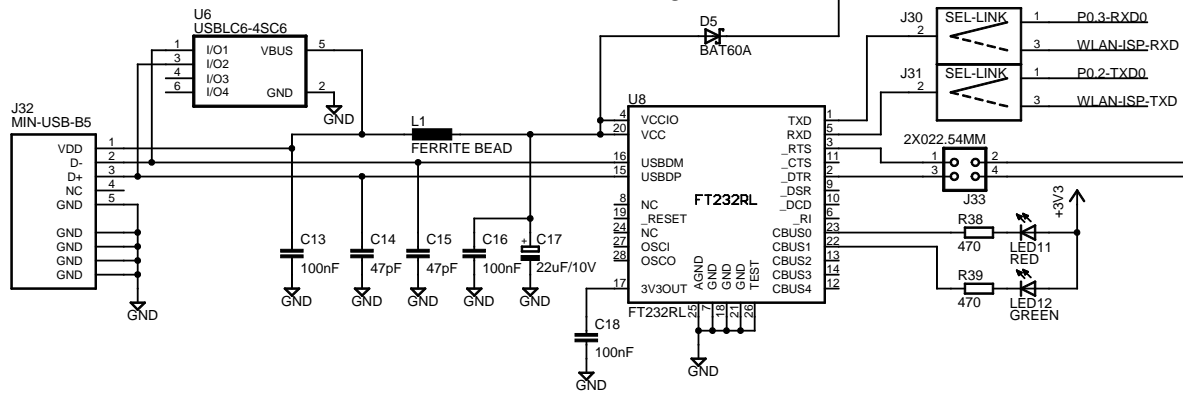 U6
USBLC6-4SC6
1 I/O1 VBUS 5
3 I/O2
4 I/O3
6 I/O4 GND 2
GND
D5
BAT60A
J30
SEL-LINK
2
1 P0.3-RXD0
3 WLAN-ISP-RXD
J31
SEL-LINK
2
1 P0.2-TXD0
3 WLAN-ISP-TXD
J32
MIN-USB-B5
VDD 1
D- 2
D+ 3
NC 4
GND 5
GND
GND
GND
GND
GND
L1
FERRITE BEAD
C13
100nF
GND
C14
47pF
GND
C15
47pF
GND
C16
100nF
GND
+
C17
22uF/10V
GND
C18
100nF
GND
U8
4 VCCIO TXD 1
20 VCC RXD 5
_RTS 3
16 USBDM _CTS 11
15 USBDP _DTR 2
_DSR 9
8 NC _DCD 10
19 _RESET _RI 6
24 NC CBUS0 23
27 OSCI CBUS1 22
28 OSCO CBUS2 13
CBUS3 14
17 3V3OUT CBUS4 12
FT232RL
AGND GND GND GND TEST
25 7 18 21 26
FT232RL
GND
2X022.54MM
1 2
3 4
J33
+3V3
R38
470
LED11
RED
R39
470
LED12
GREEN